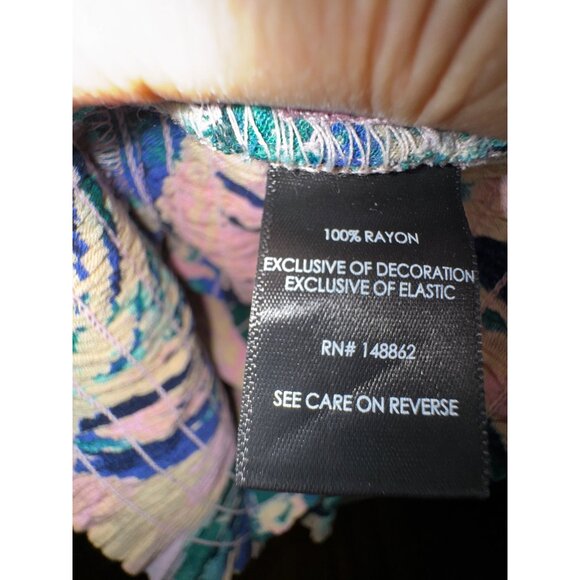 100% RAYON
EXCLUSIVE OF DECORATION
EXCLUSIVE OF ELASTIC
RN# 148862
SEE CARE ON REVERSE